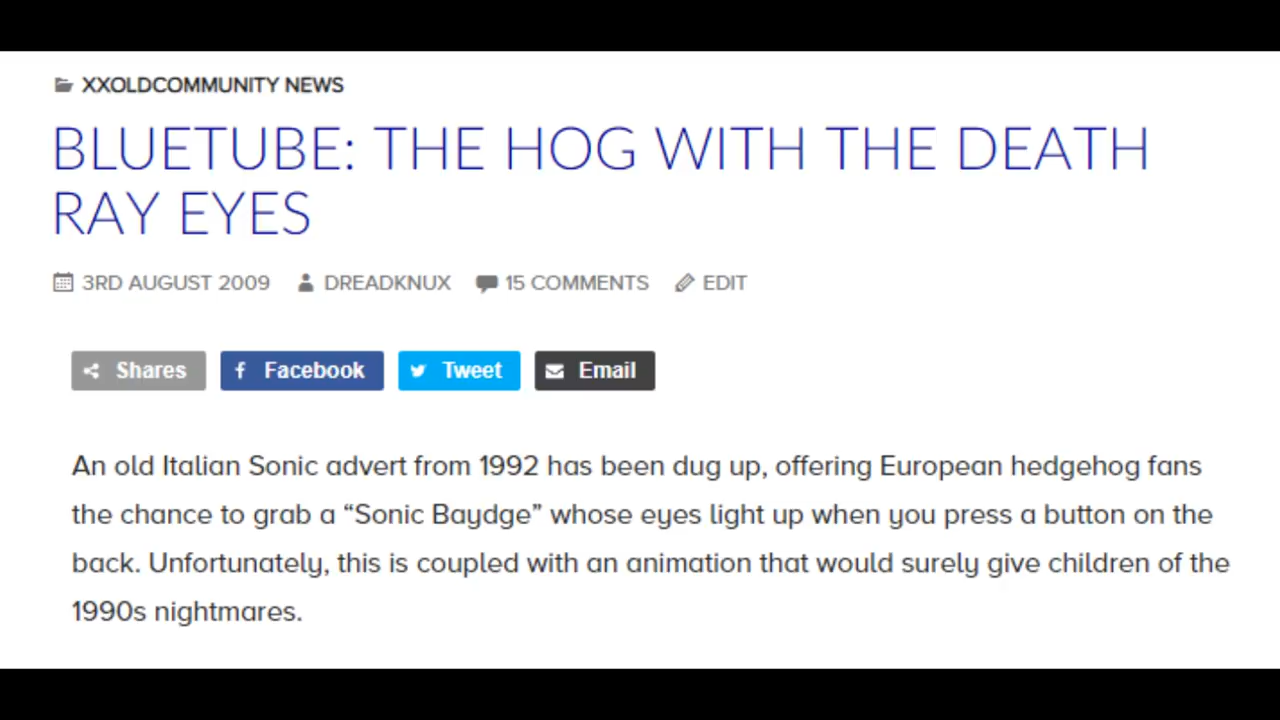 XXOLDCOMMUNITY NEWS
BLUETUBE: THE HOG WITH THE DEATH
RAY EYES
3RD AUGUST 2009 DREADKNUX 15 COMMENTS EDIT
Shares Facebook Tweet Email
An old Italian Sonic advert from 1992 has been dug up, offering European hedgehog fans
the chance to grab a “Sonic Baydge” whose eyes light up when you press a button on the
back. Unfortunately, this is coupled with an animation that would surely give children of the
1990s nightmares.